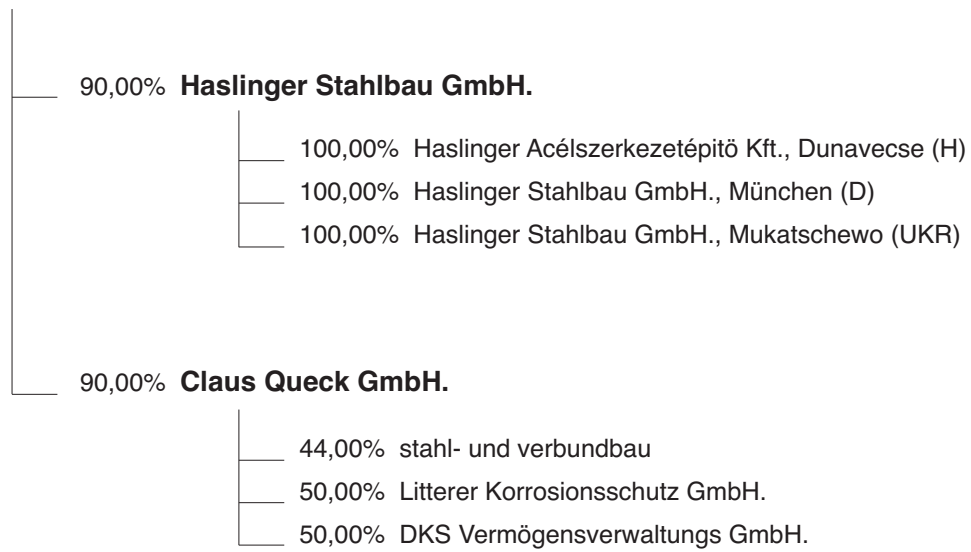 90,00% Haslinger Stahlbau GmbH.
100,00% Haslinger Acélszerkezetépitö Kft., Dunavecse (H)
100,00% Haslinger Stahlbau GmbH., München (D)
100,00% Haslinger Stahlbau GmbH., Mukatschewo (UKR)
90,00% Claus Queck GmbH.
44,00% stahl- und verbundbau
50,00% Litterer Korrosionsschutz GmbH.
50,00% DKS Vermögensverwaltungs GmbH.